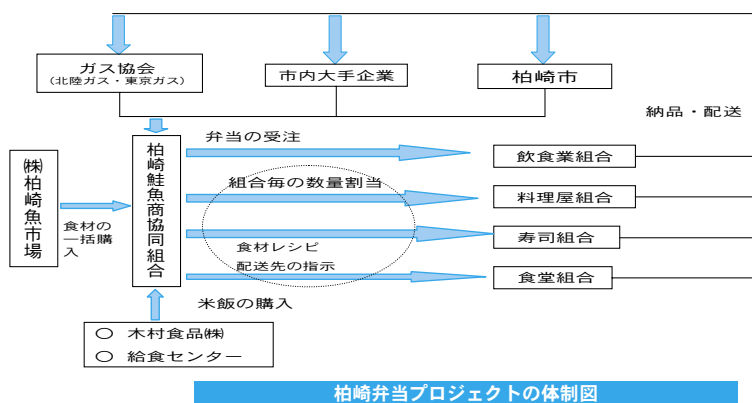 ガス協会
（北陸ガス・東京ガス）
市内大手企業
柏崎市
納品・配送
弁当の受注
飲食業組合
㈱柏崎魚市場
食材の
一括購
入
柏崎鮭魚商協同組合
組合毎の数量割当
料理屋組合
食材レシピ
寿司組合
配送先の指示
食堂組合
米飯の購入
○ 木村食品㈱
○ 給食センター
柏崎弁当プロジェクトの体制図